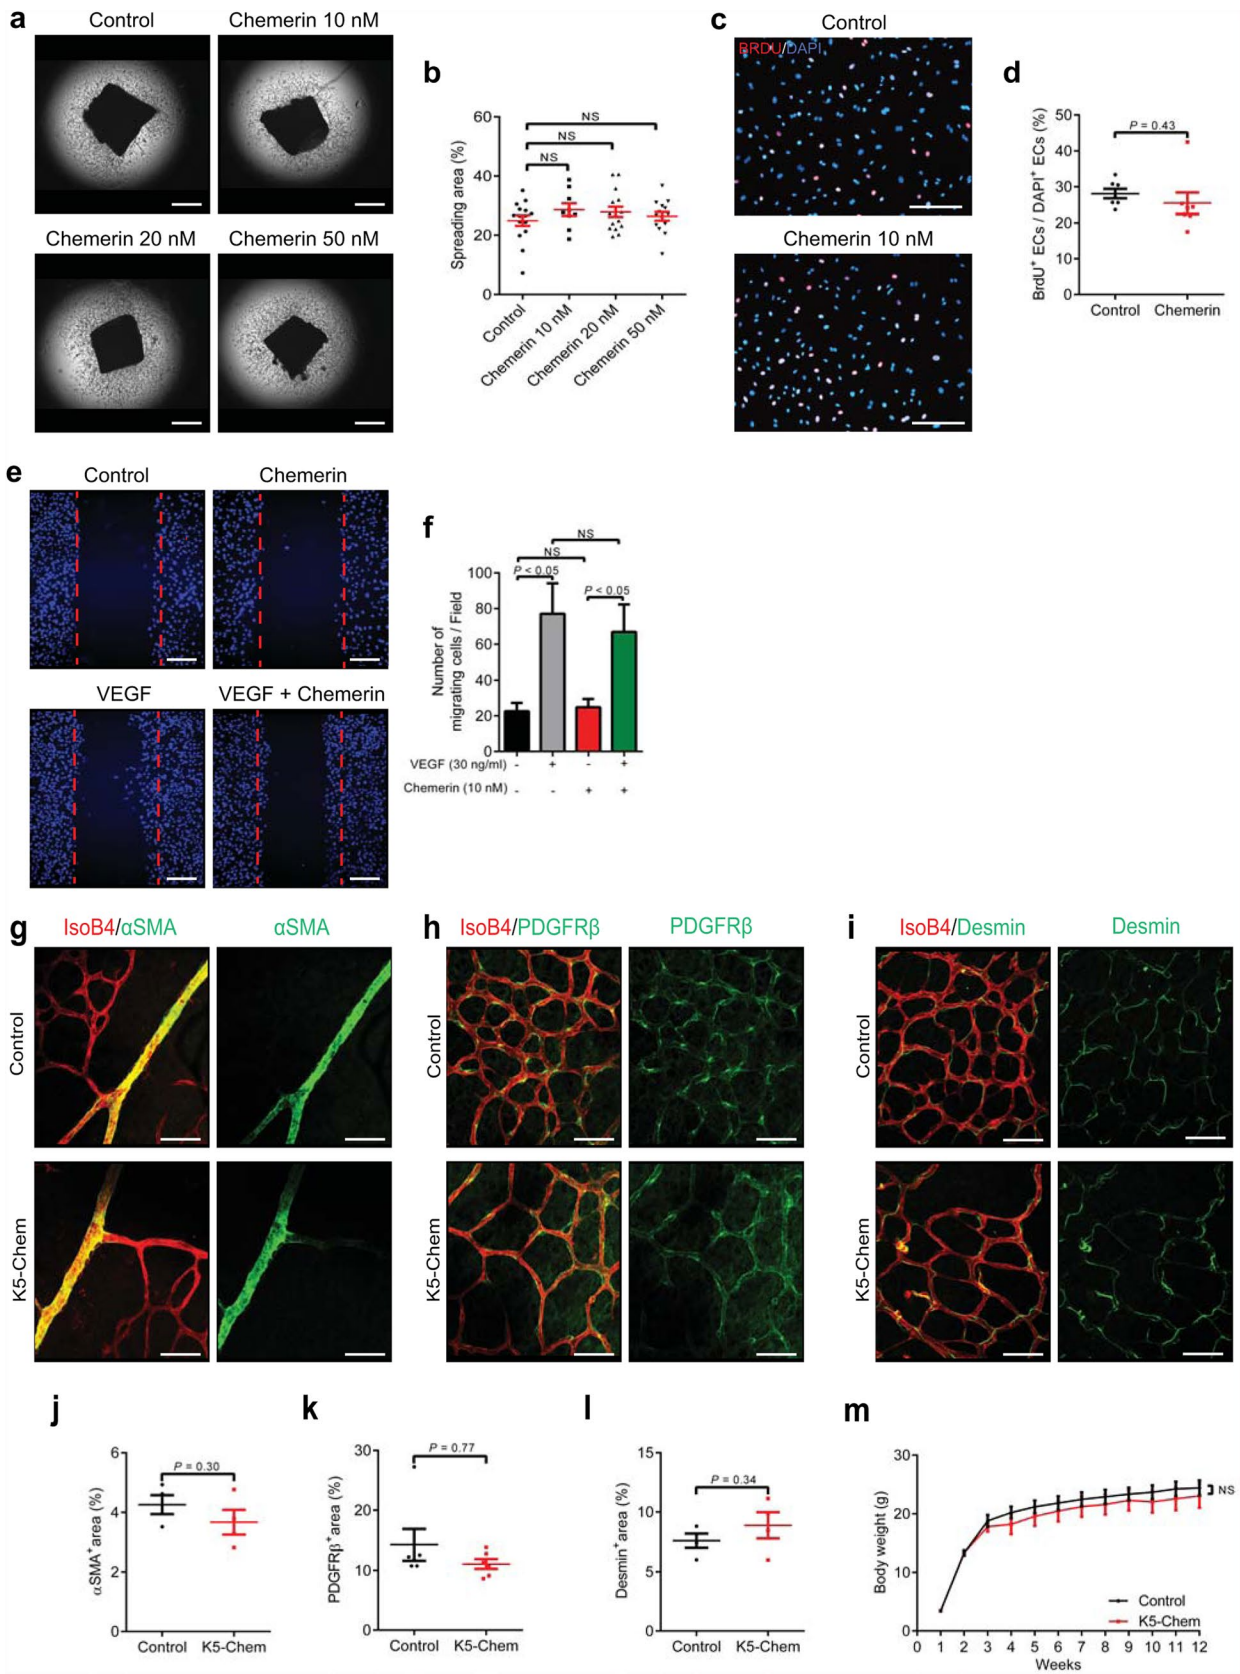 a
Control
Chemerin 10 nM
Chemerin 20 nM
Chemerin 50 nM
b
Spreading area (%)
60
40
20
0
NS
NS
NS
Control
Chemerin 10 nM
Chemerin 20 nM
Chemerin 50 nM
c
Control
BRDU/DAPI
Chemerin 10 nM
d
BrdU⁺ ECs / DAPI⁺ ECs (%)
50
40
30
20
10
0
P = 0.43
Control
Chemerin
e
Control
Chemerin
VEGF
VEGF + Chemerin
f
Number of
migrating cells / Field
100
80
60
40
20
0
NS
NS
P < 0.05
P < 0.05
VEGF (30 ng/ml) - + - +
Chemerin (10 nM) - - + +
g
IsoB4/αSMA
αSMA
Control
K5-Chem
h
IsoB4/PDGFRβ
PDGFRβ
Control
K5-Chem
i
IsoB4/Desmin
Desmin
Control
K5-Chem
j
αSMA⁺ area (%)
6
4
2
0
P = 0.30
Control
K5-Chem
k
PDGFRβ⁺ area (%)
30
20
10
0
P = 0.77
Control
K5-Chem
l
Desmin⁺ area (%)
15
10
5
0
P = 0.34
Control
K5-Chem
m
Body weight (g)
30
20
10
0
NS
Control
K5-Chem
0 1 2 3 4 5 6 7 8 9 10 11 12
Weeks